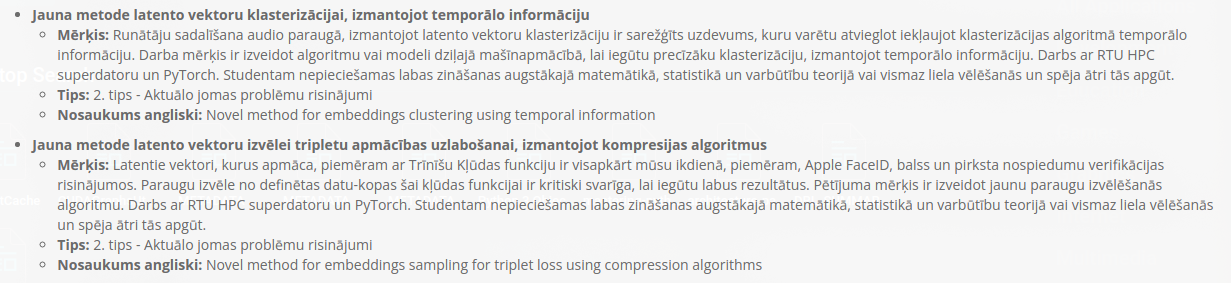 Jauna metode latento vektoru klasterizācijai, izmantojot temporālo informāciju
Mērķis: Runātāju sadalīšana audio paraugā, izmantojot latento vektoru klasterizāciju ir sarežģīts uzdevums, kuru varētu atvieglot iekļaujot klasterizācijas algoritmā temporālo
informāciju. Darba mērķis ir izveidot algoritmu vai modeli dziļajā mašīnapmācībā, lai iegūtu precīzāku klasterizāciju, izmantojot temporālo informāciju. Darbs ar RTU HPC
superdatoru un PyTorch. Studentam nepieciešamas labas zināšanas augstākajā matemātikā, statistikā un varbūtību teorijā vai vismaz liela vēlēšanās un spēja ātri tās apgūt.
Tips: 2. tips - Aktuālo jomas problēmu risinājumi
Nosaukums angliski: Novel method for embeddings clustering using temporal information
Jauna metode latento vektoru izvēlei tripletu apmācības uzlabošanai, izmantojot kompresijas algoritmus
Mērķis: Latentie vektori, kurus apmāca, piemēram ar Trīnīšu Kļūdas funkciju ir visapkārt mūsu ikdienā, piemēram, Apple FaceID, balss un pirksta nospiedumu verifikācijas
risinājumos. Paraugu izvēle no definētas datu-kopas šai kļūdas funkcijai ir kritiski svarīga, lai iegūtu labus rezultātus. Pētījuma mērķis ir izveidot jaunu paraugu izvēlēšanās
algoritmu. Darbs ar RTU HPC superdatoru un PyTorch. Studentam nepieciešamas labas zināšanas augstākajā matemātikā, statistikā un varbūtību teorijā vai vismaz liela vēlēšanās
un spēja ātri tās apgūt.
Tips: 2. tips - Aktuālo jomas problēmu risinājumi
Nosaukums angliski: Novel method for embeddings sampling for triplet loss using compression algorithms